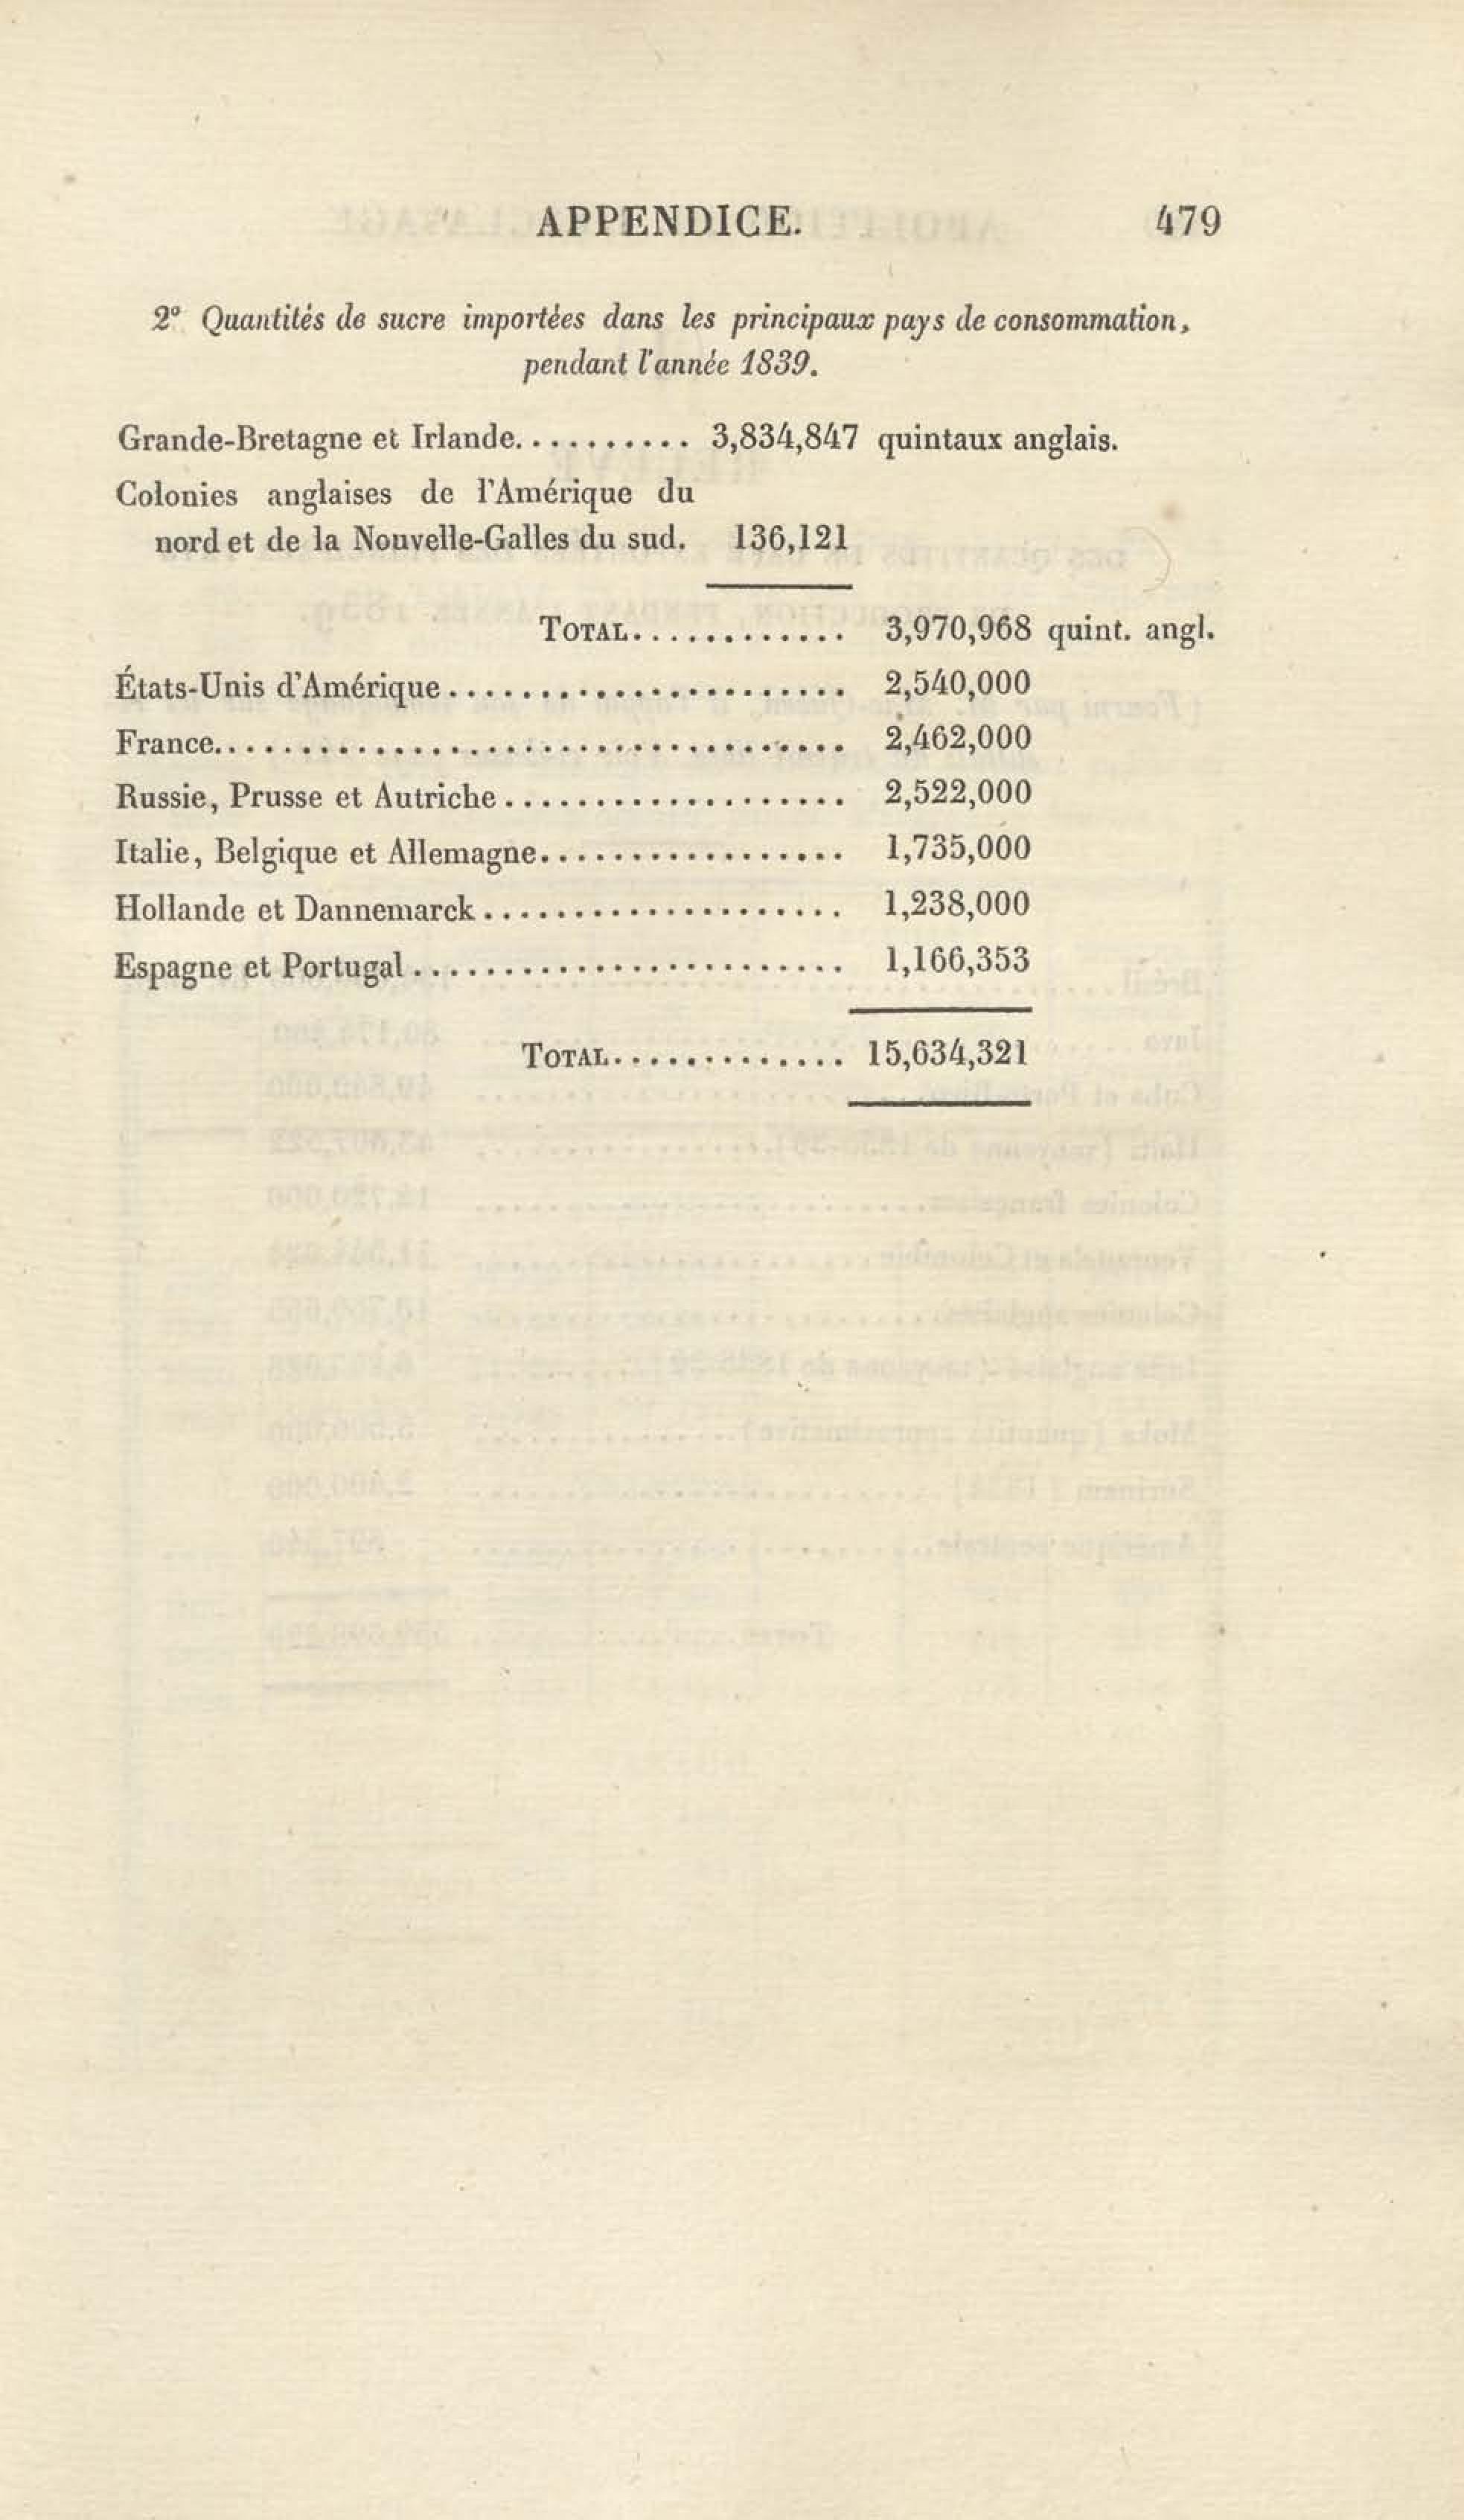 APPENDICE. 479
2° Quantités de sucre importées dans les principaux pays de consommation,
pendant l'année 1839.
Grande-Bretagne et Irlande.......... 3,834,847 quintaux anglais.
Colonies anglaises de l'Amérique du
nord et de la Nouvelle-Galles du sud. 136,121
TOTAL............ 3,970,968 quint. angl.
États-Unis d'Amérique...................... 2,540,000
France.................................. 2,462,000
Russie, Prusse et Autriche................... 2,522,000
Italie, Belgique et Allemagne................. 1,735,000
Hollande et Dannemarck.................... 1,238,000
Espagne et Portugal........................ 1,166,353
TOTAL............. 15,634,321